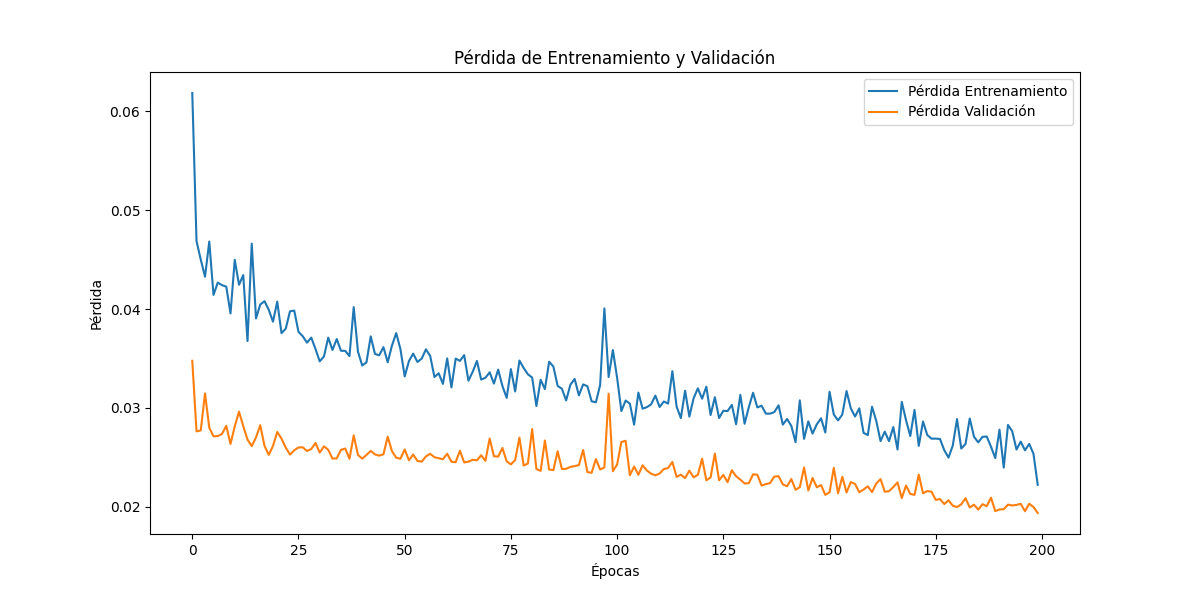 Pérdida de Entrenamiento y Validación
Pérdida Entrenamiento
Pérdida Validación
Pérdida
0.06
0.05
0.04
0.03
0.02
0 25 50 75 100 125 150 175 200
Épocas